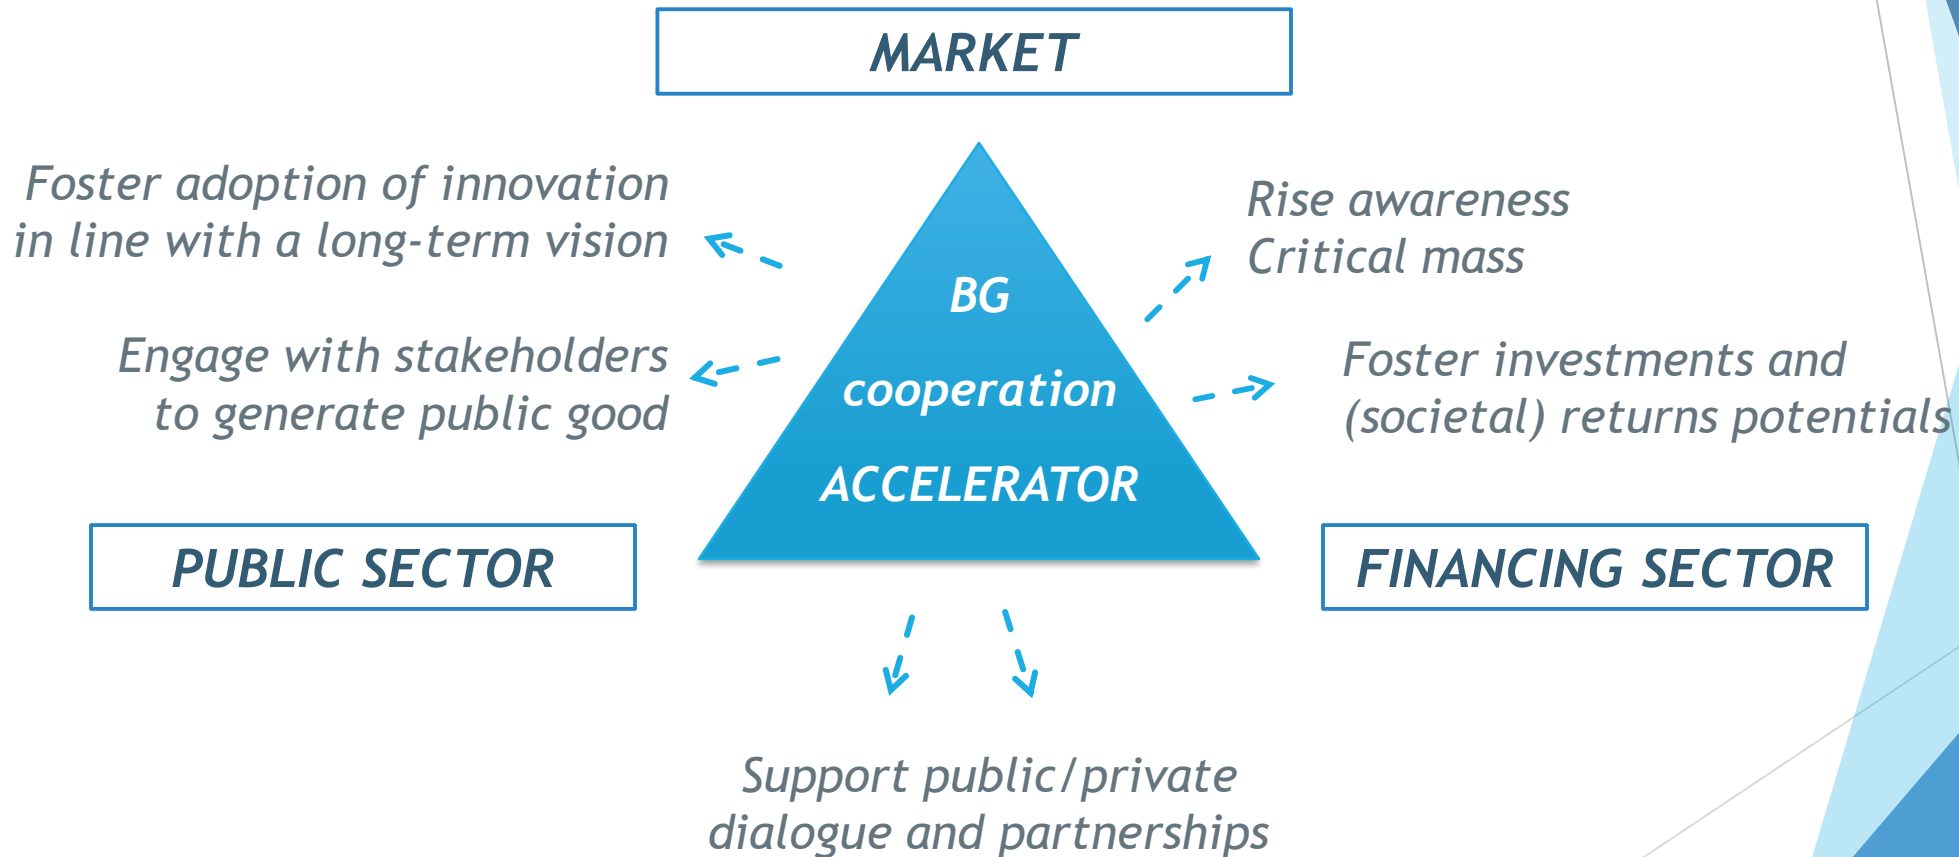 MARKET
Foster adoption of innovation
in line with a long-term vision
Engage with stakeholders
to generate public good
BG
cooperation
ACCELERATOR
Rise awareness
Critical mass
Foster investments and
(societal) returns potentials
PUBLIC SECTOR
FINANCING SECTOR
Support public/private
dialogue and partnerships